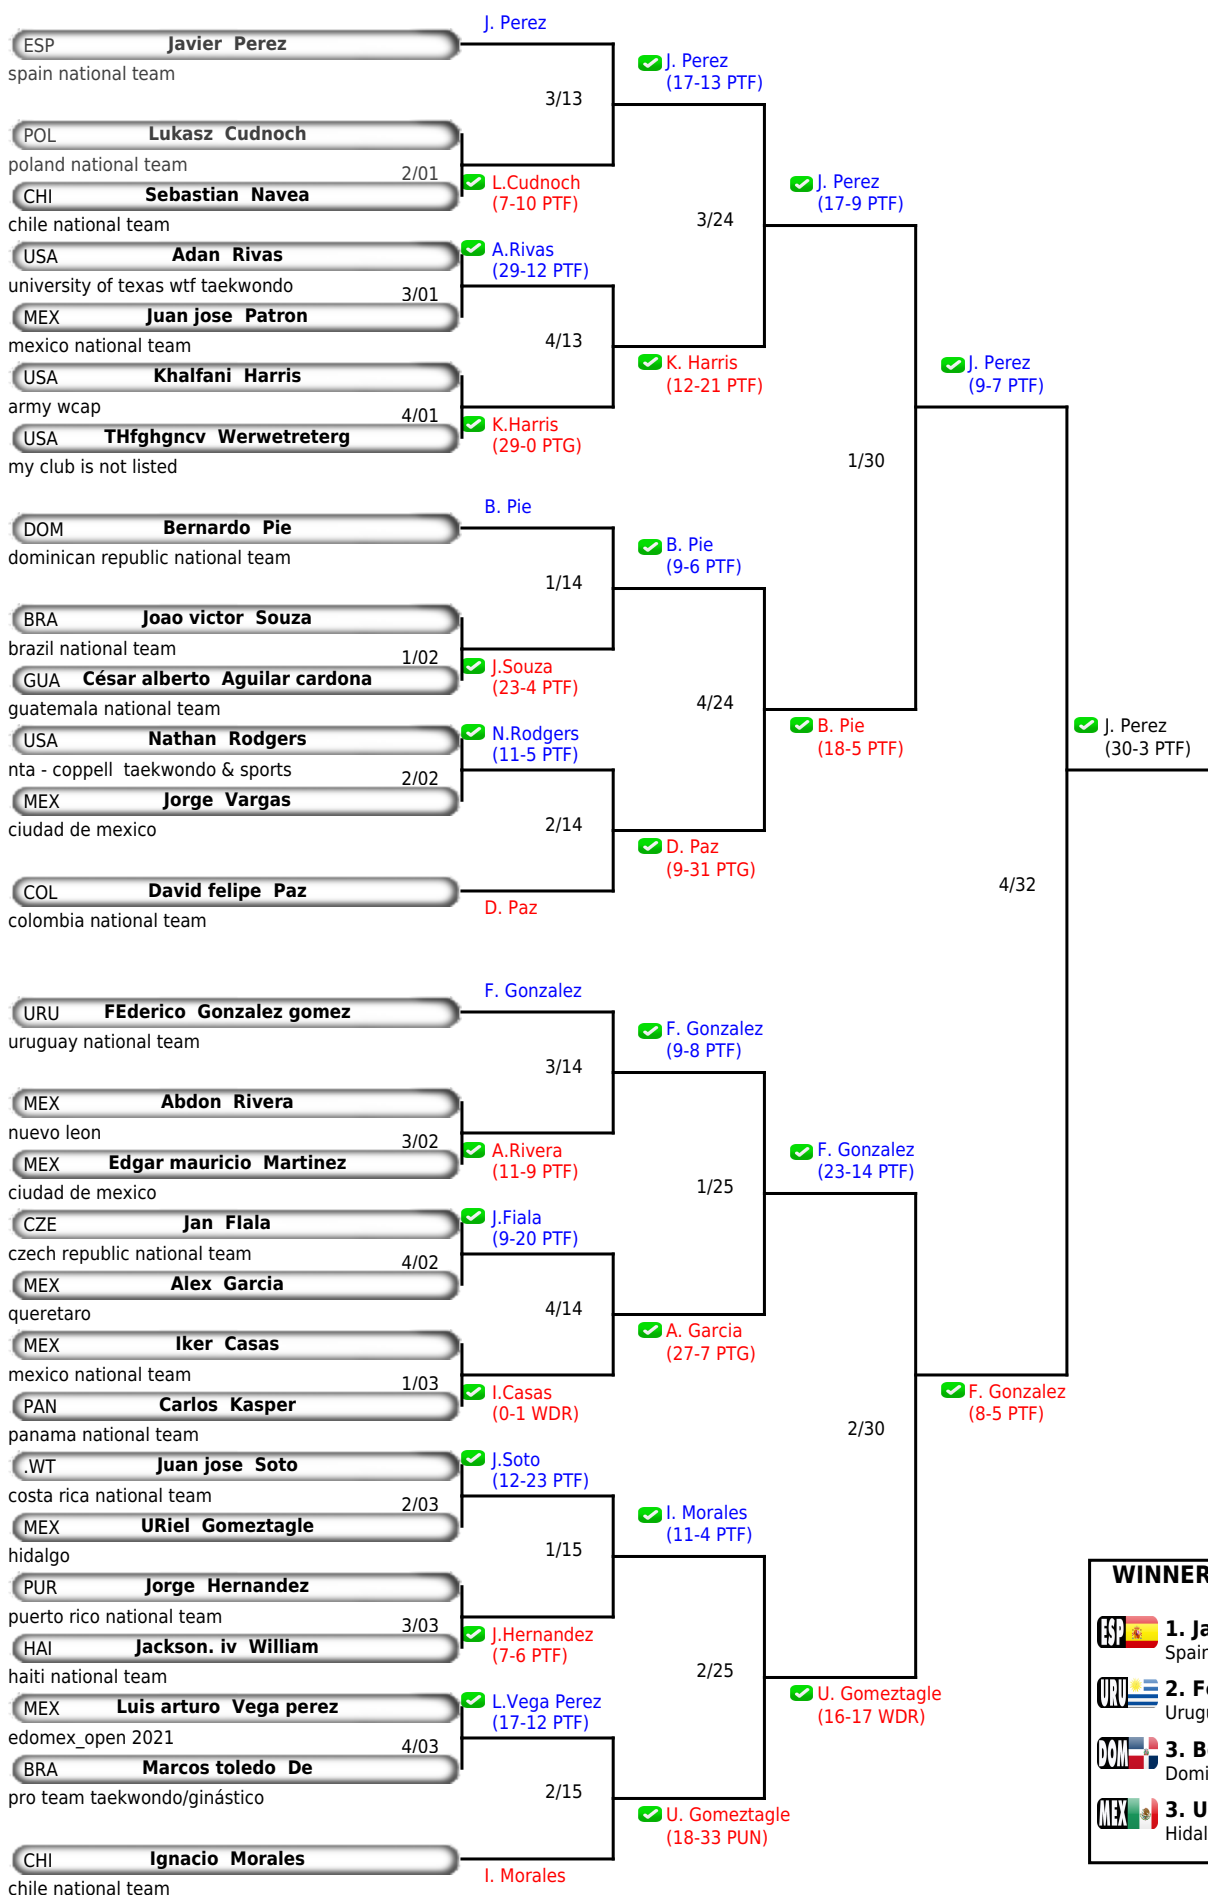 J. Perez
ESP Javier Perez
spain national team
J. Perez
(17-13 PTF)
3/13
POL Lukasz Cudnoch
poland national team
2/01
L.Cudnoch
(7-10 PTF)
CHI Sebastian Navea
chile national team
J. Perez
(17-9 PTF)
3/24
USA Adan Rivas
A.Rivas
(29-12 PTF)
university of texas wtf taekwondo
3/01
MEX Juan jose Patron
mexico national team
4/13
K. Harris
(12-21 PTF)
USA Khalfani Harris
army wcap
4/01
K.Harris
(29-0 PTG)
USA THfghgncv Werwetreterg
my club is not listed
J. Perez
(9-7 PTF)
1/30
B. Pie
DOM Bernardo Pie
dominican republic national team
B. Pie
(9-6 PTF)
1/14
BRA Joao victor Souza
brazil national team
1/02
J.Souza
(23-4 PTF)
GUA César alberto Aguilar cardona
guatemala national team
4/24
B. Pie
(18-5 PTF)
USA Nathan Rodgers
N.Rodgers
(11-5 PTF)
nta - coppell taekwondo & sports
2/02
MEX Jorge Vargas
ciudad de mexico
2/14
D. Paz
(9-31 PTG)
COL David felipe Paz
colombia national team
D. Paz
J. Perez
(30-3 PTF)
4/32
F. Gonzalez
URU FEderico Gonzalez gomez
uruguay national team
F. Gonzalez
(9-8 PTF)
3/14
MEX Abdon Rivera
nuevo leon
3/02
A.Rivera
(11-9 PTF)
MEX Edgar mauricio Martinez
ciudad de mexico
F. Gonzalez
(23-14 PTF)
1/25
CZE Jan FIala
J.Fiala
(9-20 PTF)
czech republic national team
4/02
MEX Alex Garcia
queretaro
4/14
A. Garcia
(27-7 PTG)
MEX Iker Casas
mexico national team
1/03
I.Casas
(0-1 WDR)
PAN Carlos Kasper
panama national team
F. Gonzalez
(8-5 PTF)
2/30
.WT Juan jose Soto
J.Soto
(12-23 PTF)
costa rica national team
2/03
MEX URiel Gomeztagle
hidalgo
I. Morales
(11-4 PTF)
1/15
PUR Jorge Hernandez
puerto rico national team
3/03
J.Hernandez
(7-6 PTF)
HAI Jackson. iv William
haiti national team
2/25
U. Gomeztagle
(16-17 WDR)
MEX Luis arturo Vega perez
L.Vega Perez
(17-12 PTF)
edomex_open 2021
4/03
BRA Marcos toledo De
pro team taekwondo/ginástico
2/15
U. Gomeztagle
(18-33 PUN)
CHI Ignacio Morales
chile national team
I. Morales
WINNER
ESP 1. Ja
Spain
URU 2. Fe
Urugu
DOM 3. Be
Domi
MEX 3. U
Hidal